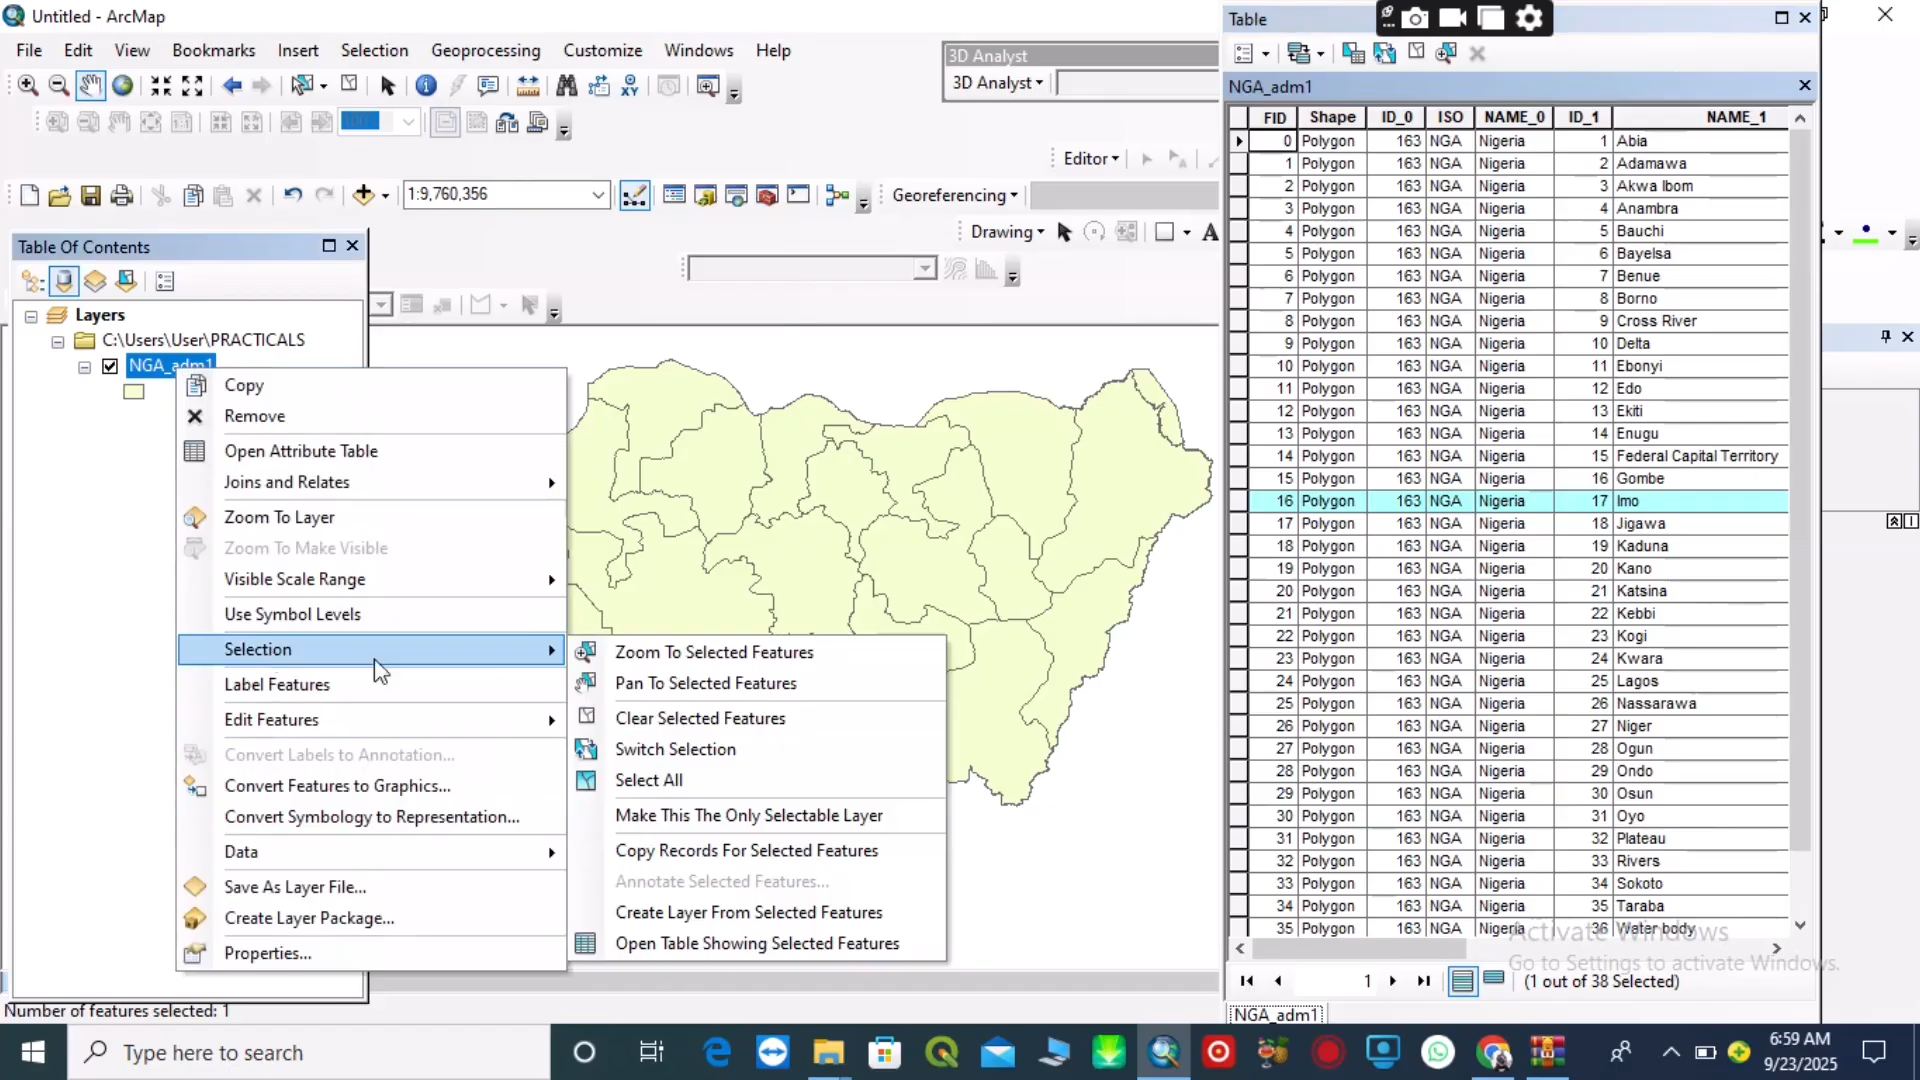 Untitled - ArcMap
File Edit View Bookmarks Insert Selection Geoprocessing Customize Windows Help
3D Analyst
3D Analyst
Editor
1:9,760,356
Georeferencing
Drawing
Table Of Contents
Layers
C:\Users\User\PRACTICALS
NGA_adm1
Copy
Remove
Open Attribute Table
Joins and Relates
Zoom To Layer
Zoom To Make Visible
Visible Scale Range
Use Symbol Levels
Selection
Label Features
Edit Features
Convert Labels to Annotation...
Convert Features to Graphics...
Convert Symbology to Representation...
Data
Save As Layer File...
Create Layer Package...
Properties...
Zoom To Selected Features
Pan To Selected Features
Clear Selected Features
Switch Selection
Select All
Make This The Only Selectable Layer
Copy Records For Selected Features
Annotate Selected Features...
Create Layer From Selected Features
Open Table Showing Selected Features
Number of features selected: 1
Table
NGA_adm1
FID Shape ID_0 ISO NAME_0 ID_1 NAME_1
0 Polygon 163 NGA Nigeria 1 Abia
1 Polygon 163 NGA Nigeria 2 Adamawa
2 Polygon 163 NGA Nigeria 3 Akwa Ibom
3 Polygon 163 NGA Nigeria 4 Anambra
4 Polygon 163 NGA Nigeria 5 Bauchi
5 Polygon 163 NGA Nigeria 6 Bayelsa
6 Polygon 163 NGA Nigeria 7 Benue
7 Polygon 163 NGA Nigeria 8 Borno
8 Polygon 163 NGA Nigeria 9 Cross River
9 Polygon 163 NGA Nigeria 10 Delta
10 Polygon 163 NGA Nigeria 11 Ebonyi
11 Polygon 163 NGA Nigeria 12 Edo
12 Polygon 163 NGA Nigeria 13 Ekiti
13 Polygon 163 NGA Nigeria 14 Enugu
14 Polygon 163 NGA Nigeria 15 Federal Capital Territory
15 Polygon 163 NGA Nigeria 16 Gombe
16 Polygon 163 NGA Nigeria 17 Imo
17 Polygon 163 NGA Nigeria 18 Jigawa
18 Polygon 163 NGA Nigeria 19 Kaduna
19 Polygon 163 NGA Nigeria 20 Kano
20 Polygon 163 NGA Nigeria 21 Katsina
21 Polygon 163 NGA Nigeria 22 Kebbi
22 Polygon 163 NGA Nigeria 23 Kogi
23 Polygon 163 NGA Nigeria 24 Kwara
24 Polygon 163 NGA Nigeria 25 Lagos
25 Polygon 163 NGA Nigeria 26 Nassarawa
26 Polygon 163 NGA Nigeria 27 Niger
27 Polygon 163 NGA Nigeria 28 Ogun
28 Polygon 163 NGA Nigeria 29 Ondo
29 Polygon 163 NGA Nigeria 30 Osun
30 Polygon 163 NGA Nigeria 31 Oyo
31 Polygon 163 NGA Nigeria 32 Plateau
32 Polygon 163 NGA Nigeria 33 Rivers
33 Polygon 163 NGA Nigeria 34 Sokoto
34 Polygon 163 NGA Nigeria 35 Taraba
35 Polygon 163 NGA Nigeria 36 Water body
Activate Windows
Go to Settings to activate Windows.
1 (1 out of 38 Selected)
NGA_adm1
Type here to search
6:59 AM
9/23/2025